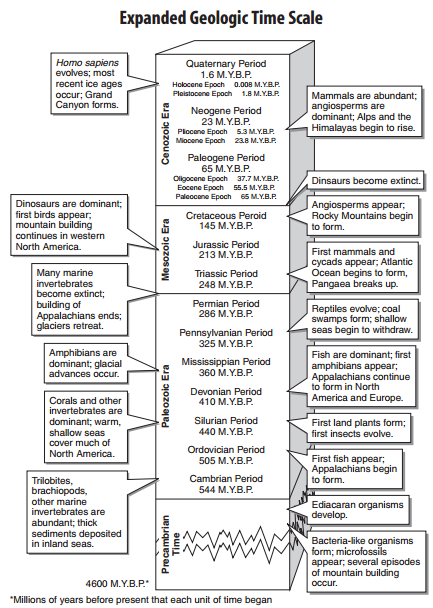 Expanded Geologic Time Scale
Homo sapiens
evolves; most
recent ice ages
occur; Grand
Canyon forms.
Dinosaurs are dominant;
first birds appear;
mountain building
continues in western
North America.
Many marine
invertebrates
become extinct;
building of
Appalachians ends;
glaciers retreat.
Amphibians are
dominant; glacial
advances occur.
Corals and other
invertebrates are
dominant; warm,
shallow seas
cover much of
North America.
Trilobites,
brachiopods,
other marine
invertebrates are
abundant; thick
sediments deposited
in inland seas.
4600 M.Y.B.P.*
Cenozoic Era
Quaternary Period
1.6 M.Y.B.P.
Holocene Epoch 0.008 M.Y.B.P.
Pleistocene Epoch 1.8 M.Y.B.P.
Neogene Period
23 M.Y.B.P.
Pliocene Epoch 5.3 M.Y.B.P.
Miocene Epoch 23.8 M.Y.B.P.
Paleogene Period
65 M.Y.B.P.
Oligocene Epoch 37.7 M.Y.B.P.
Eocene Epoch 55.5 M.Y.B.P.
Paleocene Epoch 65 M.Y.B.P.
Mesozoic Era
Cretaceous Peroid
145 M.Y.B.P.
Jurassic Period
213 M.Y.B.P.
Triassic Period
248 M.Y.B.P.
Paleozoic Era
Permian Period
286 M.Y.B.P.
Pennsylvanian Period
325 M.Y.B.P.
Mississippian Period
360 M.Y.B.P.
Devonian Period
410 M.Y.B.P.
Silurian Period
440 M.Y.B.P.
Ordovician Period
505 M.Y.B.P.
Cambrian Period
544 M.Y.B.P.
Precambrian
Time
Mammals are abundant;
angiosperms are
dominant; Alps and the
Himalayas begin to rise.
Dinsaurs become extinct.
Angiosperms appear;
Rocky Mountains begin
to form.
First mammals and
cycads appear; Atlantic
Ocean begins to form,
Pangaea breaks up.
Reptiles evolve; coal
swamps form; shallow
seas begin to withdraw.
Fish are dominant; first
amphibians appear;
Appalachians continue
to form in North
America and Europe.
First land plants form;
first insects evolve.
First fish appear;
Appalachians begin
to form.
Ediacaran organisms
develop.
Bacteria-like organisms
form; microfossils
appear; several episodes
of mountain building
occur.
*Millions of years before present that each unit of time began